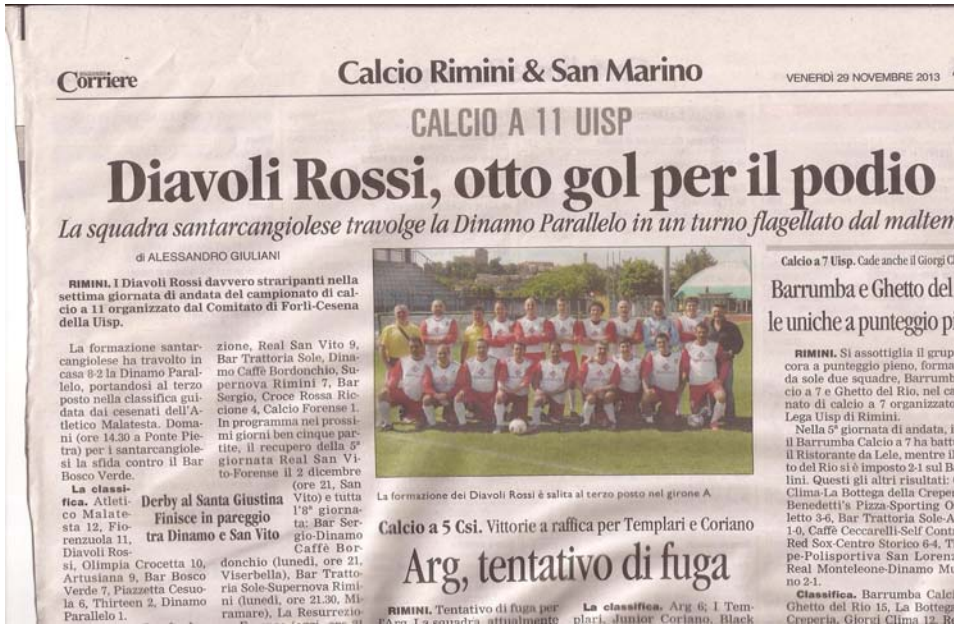 Corriere
Calcio Rimini & San Marino
VENERDÌ 29 NOVEMBRE 2013
CALCIO A 11 UISP
Diavoli Rossi, otto gol per il podio
La squadra santarcangiolese travolge la Dinamo Parallelo in un turno flagellato dal maltem
di ALESSANDRO GIULIANI
RIMINI. I Diavoli Rossi davvero straripanti nella
settima giornata di andata del campionato di cal-
cio a 11 organizzato dal Comitato di Forlì-Cesena
della Uisp.
La formazione santar-
cangiolese ha travolto in
casa 8-2 la Dinamo Paral-
lelo, portandosi al terzo
posto nella classifica gui-
data dai cesenati dell'A-
tletico Malatesta. Doma-
ni (ore 14.30 a Ponte Pie-
tra) per i santarcangiole-
si la sfida contro il Bar
Bosco Verde.
La classi-
fica. Atleti-
co Malate-
sta 12, Fio-
renzuola 11,
Diavoli Ros-
si, Olimpia Crocetta 10,
Artusiana 9, Bar Bosco
Verde 7, Piazzetta Cesuo-
la 6, Thirteen 2, Dinamo
Parallelo 1.
Derby al Santa Giustina
Finisce in pareggio
tra Dinamo e San Vito
zione, Real San Vito 9,
Bar Trattoria Sole, Dina-
mo Caffè Bordonchio, Su-
pernova Rimini 7, Bar
Sergio, Croce Rossa Ric-
cione 4, Calcio Forense 1.
In programma nei prossi-
mi giorni ben cinque par-
tite, il recupero della 5ª
giornata Real San Vi-
to-Forense il 2 dicembre
(ore 21, San
Vito) e tutta
l'8ª giorna-
ta: Bar Ser-
gio-Dinamo
Caffè Bor-
donchio (lunedì, ore 21,
Viserbella), Bar Tratto-
ria Sole-Supernova Rimi-
ni (lunedì, ore 21.30, Mi-
ramare), La Resurrezio-
La formazione dei Diavoli Rossi è salita al terzo posto nel girone A
Calcio a 5 Csi. Vittorie a raffica per Templari e Coriano
Arg, tentativo di fuga
RIMINI. Tentativo di fuga per
l'Arg. La squadra attualmente
La classifica. Arg 6; I Tem-
plari, Junior Coriano, Black
Calcio a 7 Uisp. Cade anche il Giorgi C
Barrumba e Ghetto del
le uniche a punteggio p
RIMINI. Si assottiglia il grup
cora a punteggio pieno, forma
da sole due squadre, Barrumb
cio a 7 e Ghetto del Rio, nel ca
nato di calcio a 7 organizzato
Lega Uisp di Rimini.
Nella 5ª giornata di andata, i
il Barrumba Calcio a 7 ha batt
il Ristorante da Lele, mentre il
to del Rio si è imposto 2-1 sul B
lini. Questi gli altri risultati:
Clima-La Bottega della Creper
Benedetti's Pizza-Sporting O
letto 3-6, Bar Trattoria Sole-A
1-0, Caffè Ceccarelli-Self Cont
Red Sox-Centro Storico 6-4, T
pe-Polisportiva San Lorenz
Real Monteleone-Dinamo Mu
no 2-1.
Classifica. Barrumba Calci
Ghetto del Rio 15, La Botteg
Creperia, Giorgi Clima 12, Re